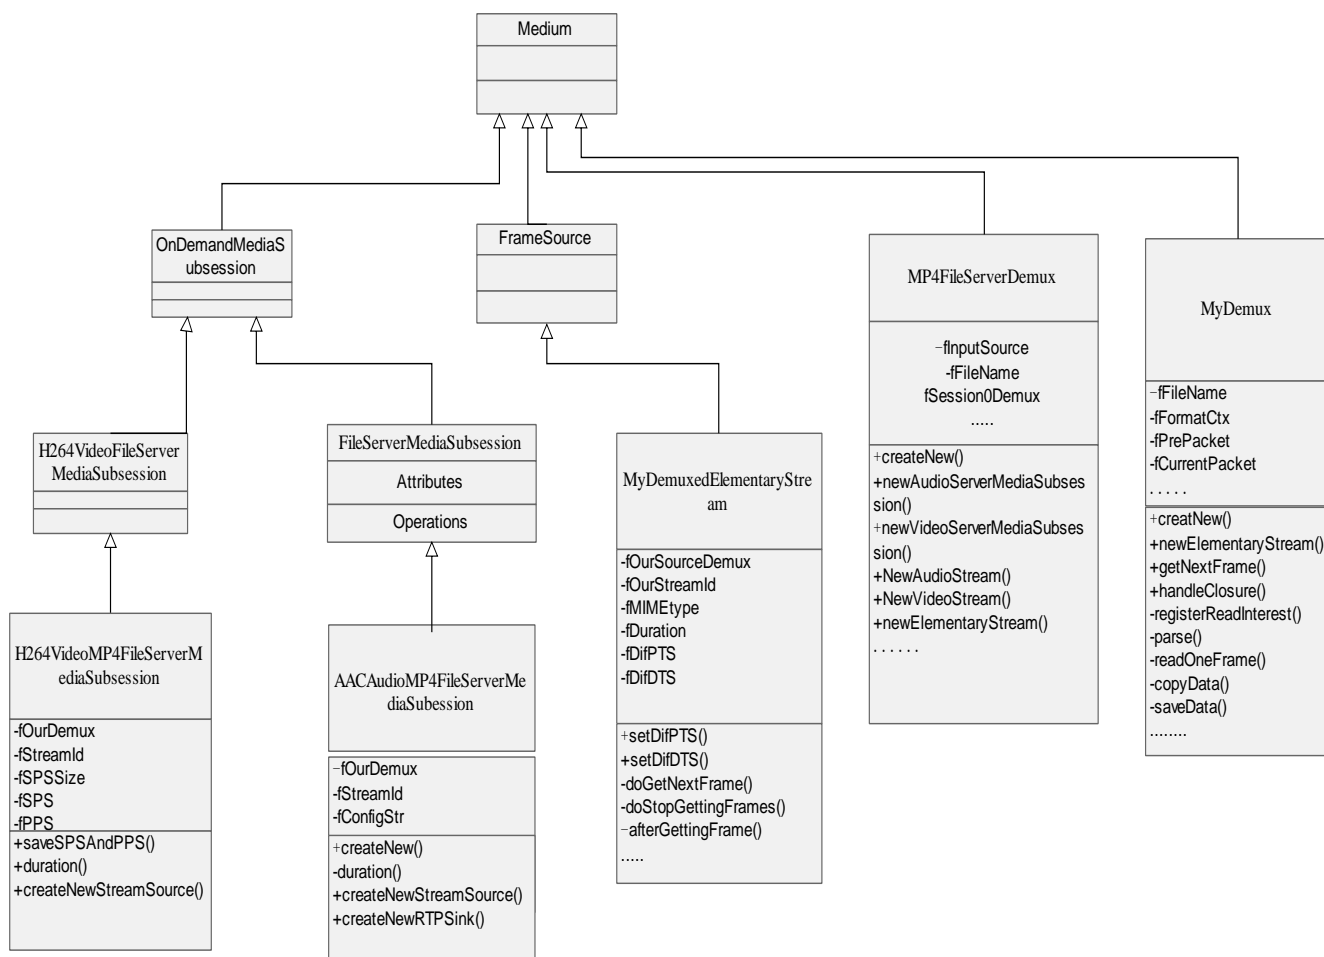 Medium
OnDemandMediaS
ubsession
FrameSource
MP4FileServerDemux
-fInputSource
-fFileName
fSession0Demux
.....
+createNew()
+newAudioServerMediaSubses
sion()
+newVideoServerMediaSubse
ssion()
+NewAudioStream()
+NewVideoStream()
+newElementaryStream()
. . . . . .
MyDemux
-fFileName
-fFormatCtx
-fPrePacket
-fCurrentPacket
. . . . .
+creatNew()
+newElementaryStream()
+getNextFrame()
+handleClosure()
-registerReadInterest()
-parse()
-readOneFrame()
-copyData()
-saveData()
........
H264VideoFileServer
MediaSubsession
FileServerMediaSubsession
Attributes
Operations
MyDemuxedElementaryStre
am
-fOurSourceDemux
-fOurStreamId
-fMIMEtype
-fDuration
-fDifPTS
-fDifDTS
+setDifPTS()
+setDifDTS()
-doGetNextFrame()
-doStopGettingFrames()
-afterGettingFrame()
.....
H264VideoMP4FileServerM
ediaSubsession
-fOurDemux
-fStreamId
-fSPSSize
-fSPS
-fPPS
+saveSPSAndPPS()
+duration()
+createNewStreamSource()
AACAudioMP4FileServerMe
diaSubession
-fOurDemux
-fStreamId
-fConfigStr
+createNew()
-duration()
+createNewStreamSource()
+createNewRTPSink()